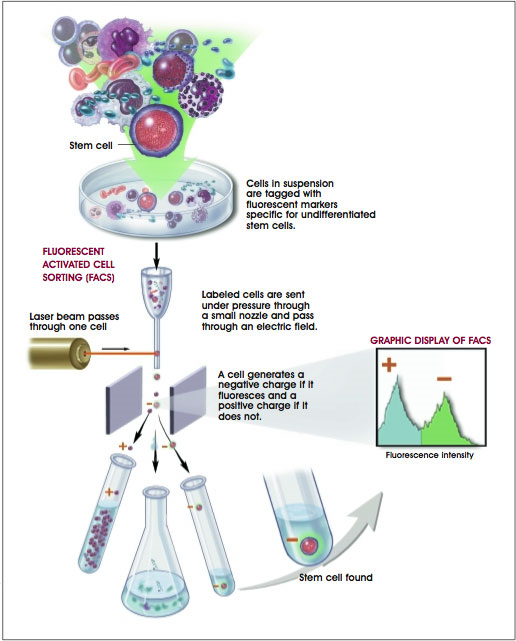 Stem cell
Cells in suspension
are tagged with
fluorescent markers
specific for undifferentiated
stem cells.
FLUORESCENT
ACTIVATED CELL
SORTING (FACS)
Labeled cells are sent
under pressure through
a small nozzle and pass
through an electric field.
Laser beam passes
through one cell
GRAPHIC DISPLAY OF FACS
+ −
A cell generates a
negative charge if it
fluoresces and a
positive charge if it
does not.
Fluorescence Intensity
−
+ −
+ −
−
−
Stem cell found